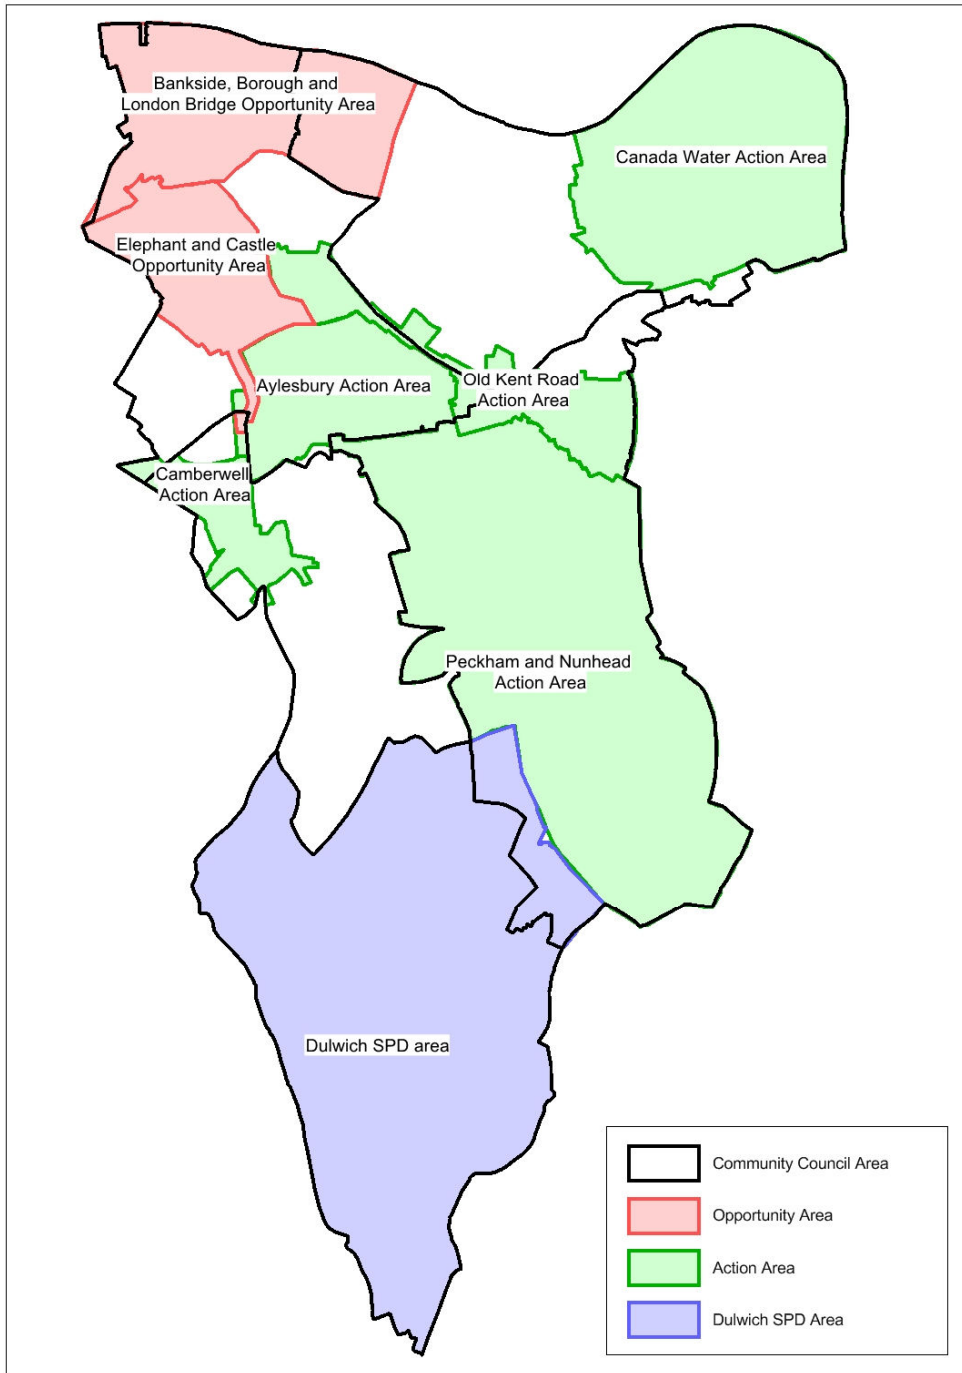 Bankside, Borough and
London Bridge Opportunity Area
Canada Water Action Area
Elephant and Castle
Opportunity Area
Aylesbury Action Area
Old Kent Road
Action Area
Camberwell
Action Area
Peckham and Nunhead
Action Area
Dulwich SPD area
Community Council Area
Opportunity Area
Action Area
Dulwich SPD Area